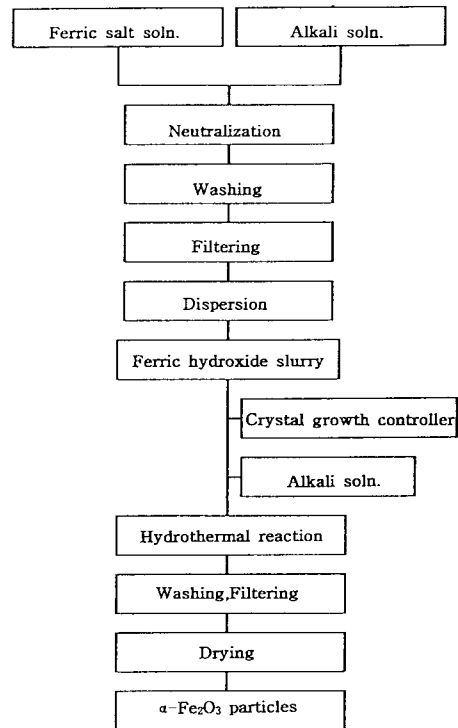 Ferric salt soln.
Alkali soln.
Neutralization
Washing
Filtering
Dispersion
Ferric hydroxide slurry
Crystal growth controller
Alkali soln.
Hydrothermal reaction
Washing,Filtering
Drying
α-Fe₂O₃ particles